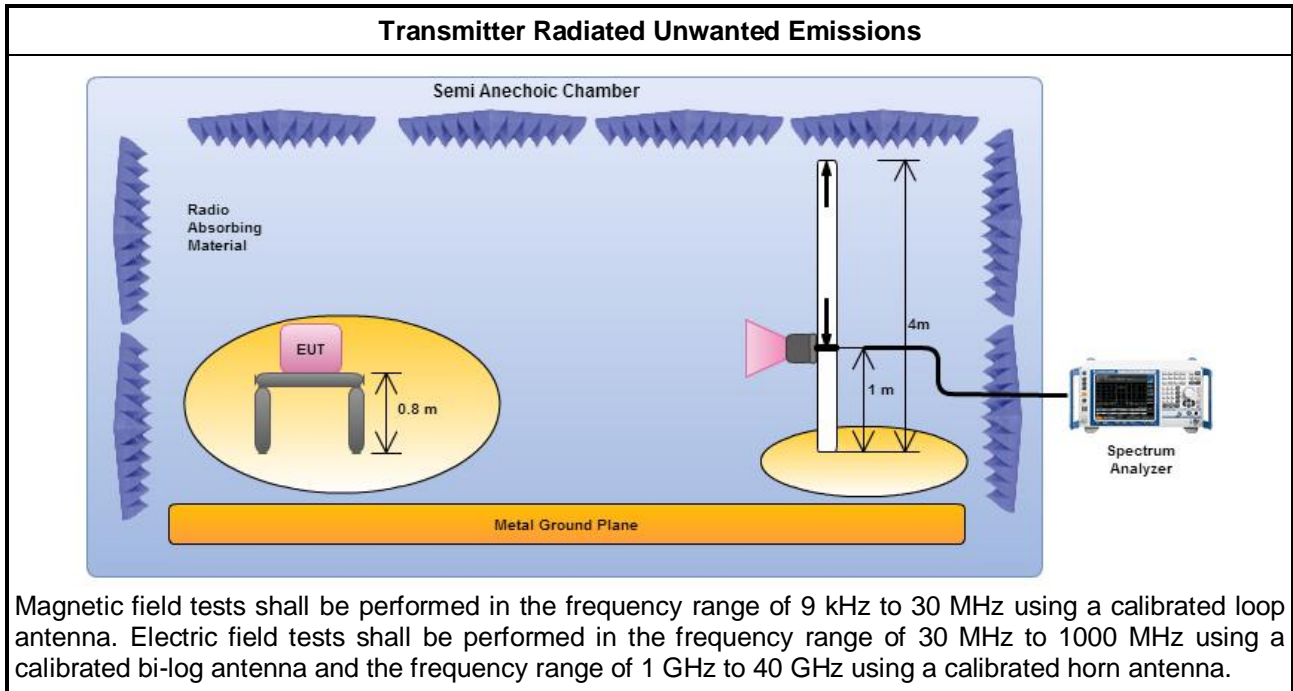 Transmitter Radiated Unwanted Emissions
Semi Anechoic Chamber
Radio
Absorbing
Material
EUT
0.8 m
4m
1 m
Spectrum
Analyzer
Metal Ground Plane
Magnetic field tests shall be performed in the frequency range of 9 kHz to 30 MHz using a calibrated loop
antenna. Electric field tests shall be performed in the frequency range of 30 MHz to 1000 MHz using a
calibrated bi-log antenna and the frequency range of 1 GHz to 40 GHz using a calibrated horn antenna.